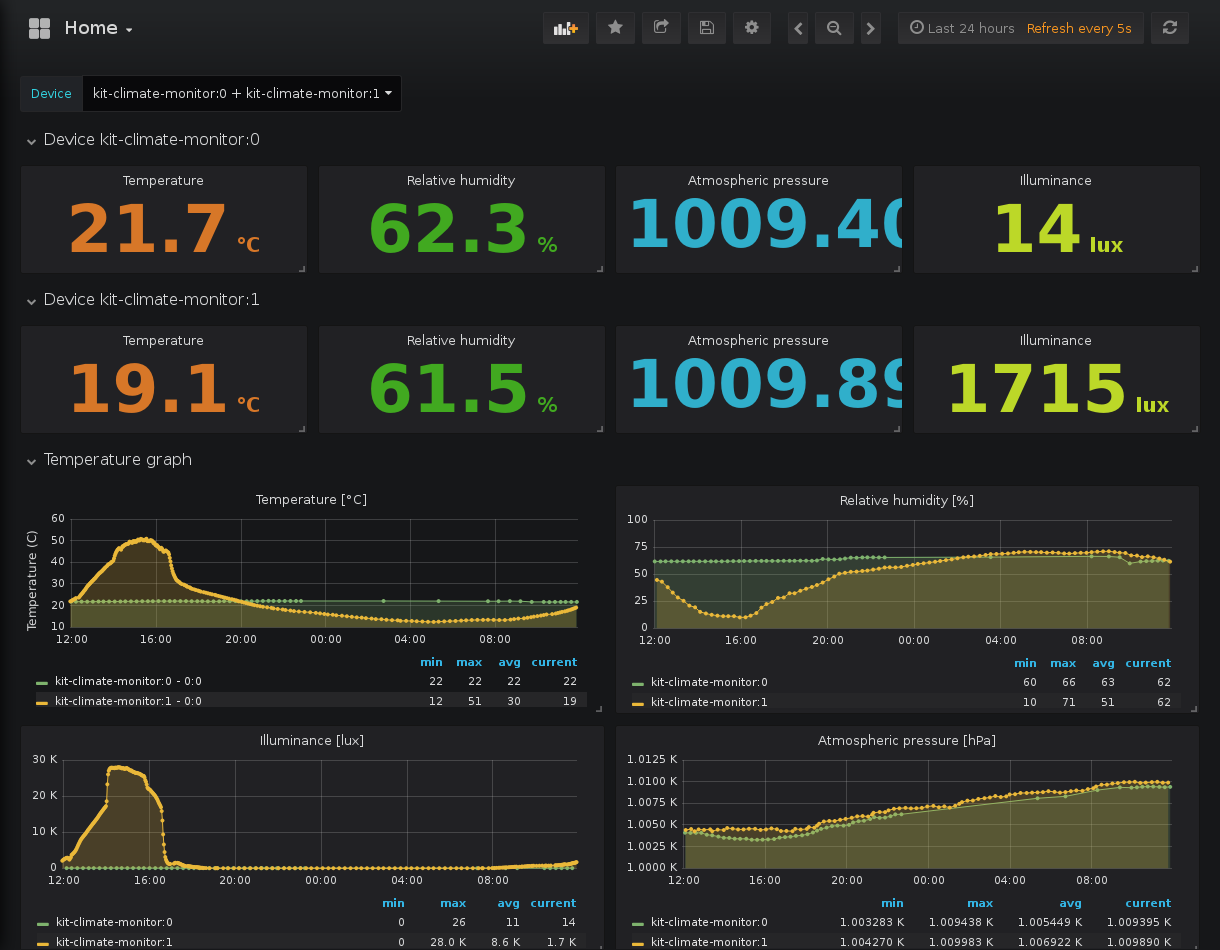 Home
Last 24 hours Refresh every 5s
Device kit-climate-monitor:0 + kit-climate-monitor:1
Device kit-climate-monitor:0
Temperature Relative humidity Atmospheric pressure Illuminance
21.7 °C 62.3 % 1009.40 14 lux
Device kit-climate-monitor:1
Temperature Relative humidity Atmospheric pressure Illuminance
19.1 °C 61.5 % 1009.89 1715 lux
Temperature graph
Temperature [°C]
Temperature (C)
60
50
40
30
20
10
12:00 16:00 20:00 00:00 04:00 08:00
min max avg current
kit-climate-monitor:0 - 0:0 22 22 22 22
kit-climate-monitor:1 - 0:0 12 51 30 19
Relative humidity [%]
100
75
50
25
0
12:00 16:00 20:00 00:00 04:00 08:00
min max avg current
kit-climate-monitor:0 60 66 63 62
kit-climate-monitor:1 10 71 51 62
Illuminance [lux]
30 K
20 K
10 K
0
12:00 16:00 20:00 00:00 04:00 08:00
min max avg current
kit-climate-monitor:0 0 26 11 14
kit-climate-monitor:1 0 28.0 K 8.6 K 1.7 K
Atmospheric pressure [hPa]
1.0125 K
1.0100 K
1.0075 K
1.0050 K
1.0025 K
1.0000 K
12:00 16:00 20:00 00:00 04:00 08:00
min max avg current
kit-climate-monitor:0 1.003283 K 1.009438 K 1.005449 K 1.009395 K
kit-climate-monitor:1 1.004270 K 1.009983 K 1.006922 K 1.009890 K